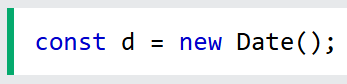 const d = new Date();